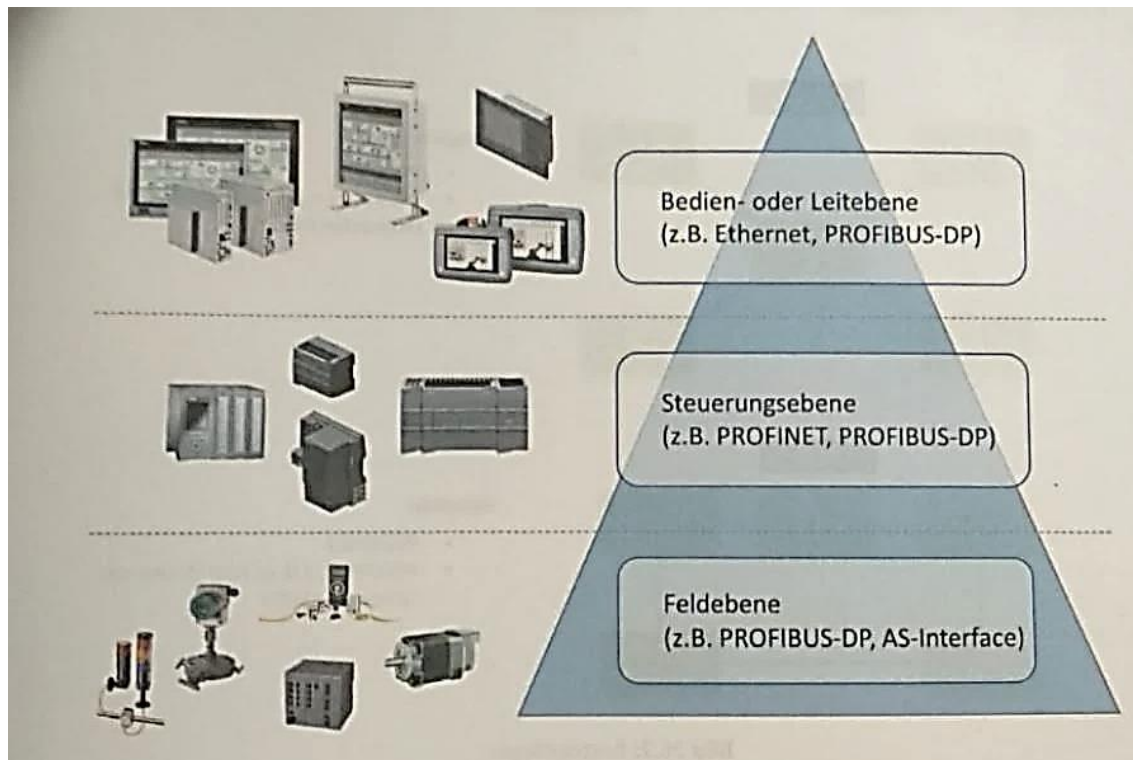 Bedien- oder Leitebene
(z.B. Ethernet, PROFIBUS-DP)
Steuerungsebene
(z.B. PROFINET, PROFIBUS-DP)
Feldebene
(z.B. PROFIBUS-DP, AS-Interface)